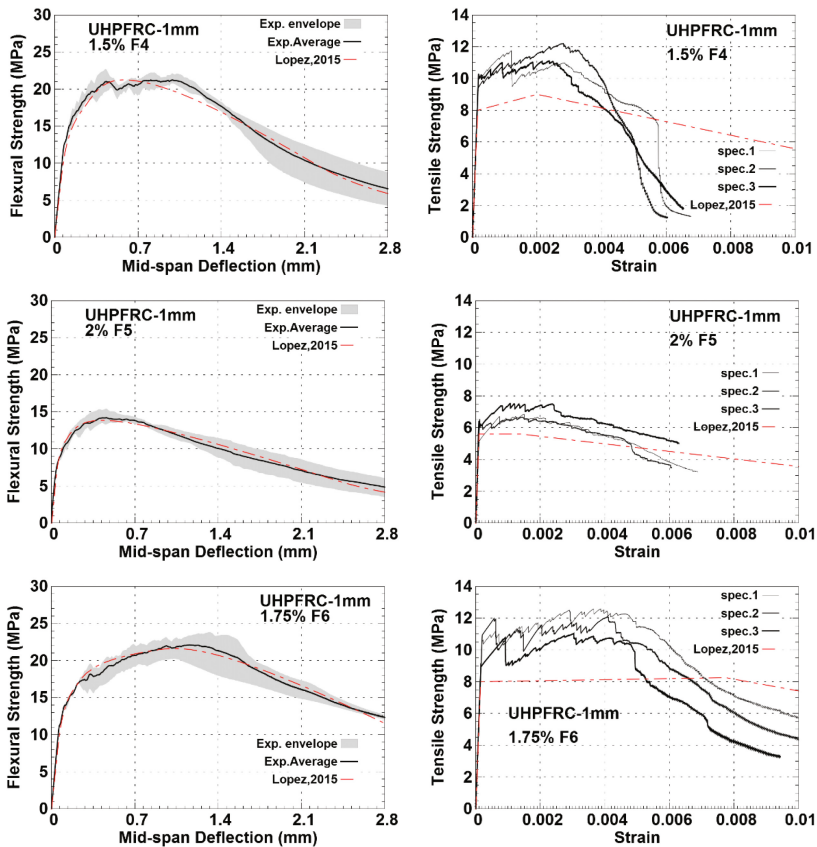 30
25
20
15
10
5
0
Flexural Strength (MPa)
UHPFRC-1mm
1.5% F4
Exp. envelope
Exp.Average
Lopez,2015
0 0.7 1.4 2.1 2.8
Mid-span Deflection (mm)
14
12
10
8
6
4
2
0
Tensile Strength (MPa)
UHPFRC-1mm
1.5% F4
spec.1
spec.2
spec.3
Lopez,2015
0 0.002 0.004 0.006 0.008 0.01
Strain
30
25
20
15
10
5
0
Flexural Strength (MPa)
UHPFRC-1mm
2% F5
Exp. envelope
Exp.Average
Lopez,2015
0 0.7 1.4 2.1 2.8
Mid-span Deflection (mm)
14
12
10
8
6
4
2
0
Tensile Strength (MPa)
UHPFRC-1mm
2% F5
spec.1
spec.2
spec.3
Lopez,2015
0 0.002 0.004 0.006 0.008 0.01
Strain
30
25
20
15
10
5
0
Flexural Strength (MPa)
UHPFRC-1mm
1.75% F6
Exp. envelope
Exp.Average
Lopez,2015
0 0.7 1.4 2.1 2.8
Mid-span Deflection (mm)
14
12
10
8
6
4
2
0
Tensile Strength (MPa)
spec.1
spec.2
spec.3
Lopez,2015
UHPFRC-1mm
1.75% F6
0 0.002 0.004 0.006 0.008 0.01
Strain